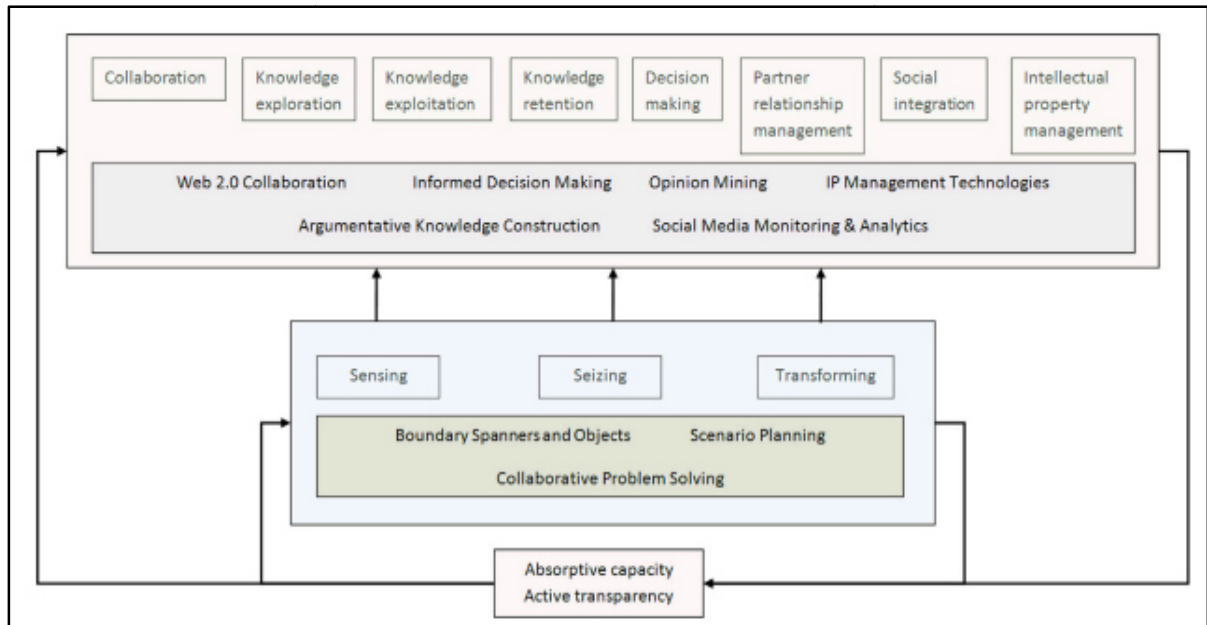 Collaboration
Knowledge
exploration
Knowledge
exploitation
Knowledge
retention
Decision
making
Partner
relationship
management
Social
integration
Intellectual
property
management
Web 2.0 Collaboration
Informed Decision Making
Opinion Mining
IP Management Technologies
Argumentative Knowledge Construction
Social Media Monitoring & Analytics
Sensing
Seizing
Transforming
Boundary Spanners and Objects
Scenario Planning
Collaborative Problem Solving
Absorptive capacity
Active transparency